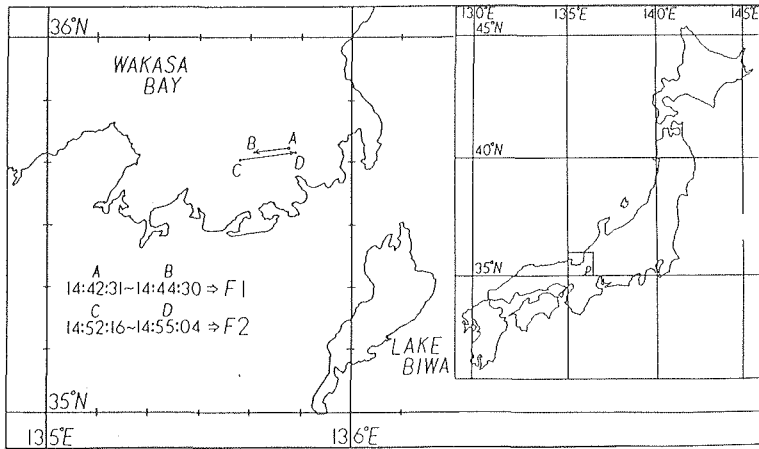 36°N
WAKASA
BAY
B A
C D
A B
14:42:31~14:44:30 ⇒ F1
C D
14:52:16~14:55:04 ⇒ F2
LAKE
BIWA
35°N
135°E 136°E
130°E 135°E 140°E 145°E
45°N
40°N
35°N